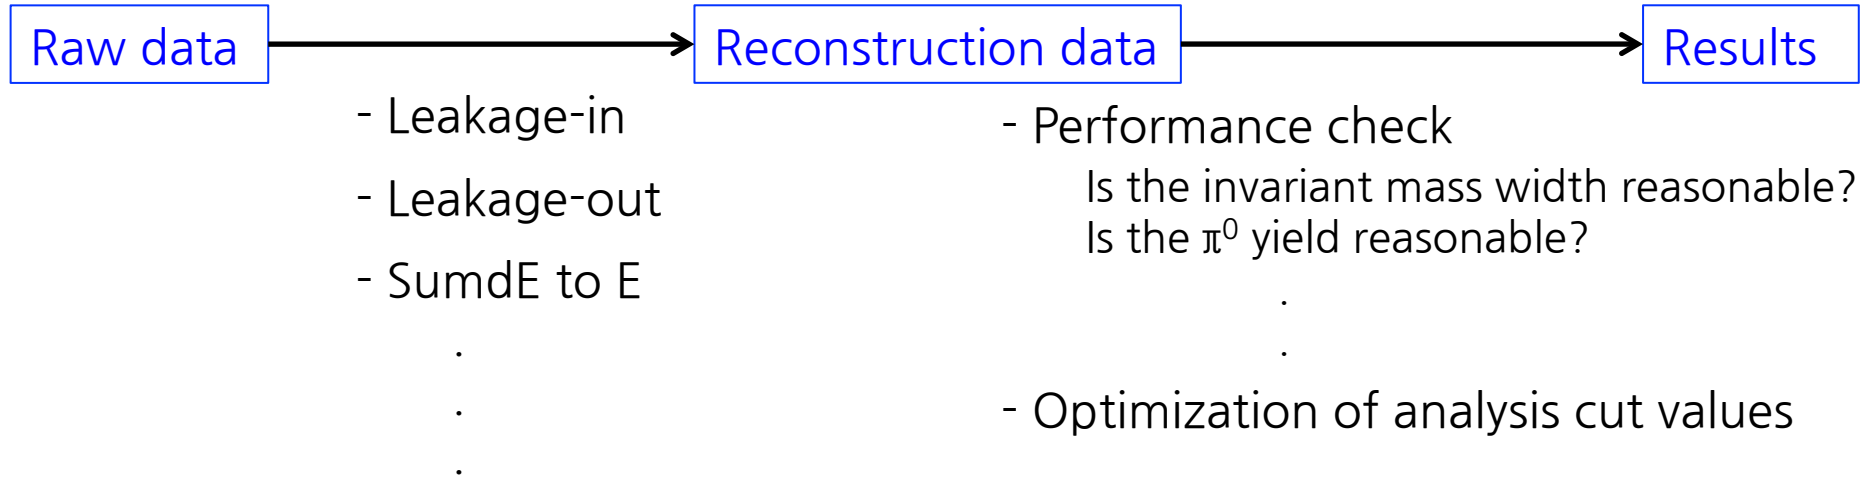 Raw data
Reconstruction data
Results
- Leakage-in
- Leakage-out
- SumdE to E
.
.
.
- Performance check
Is the invariant mass width reasonable?
Is the π⁰ yield reasonable?
.
.
- Optimization of analysis cut values